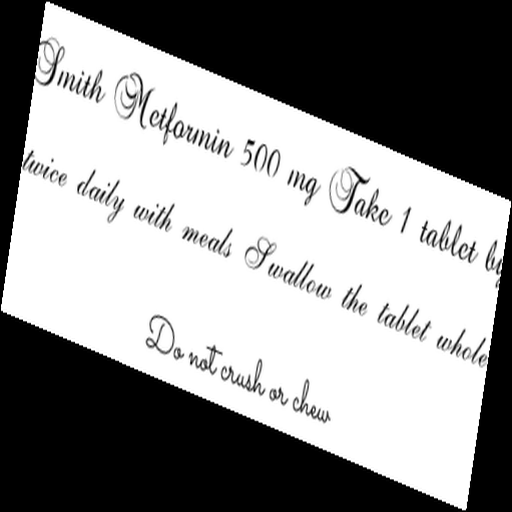 Smith Metformin 500 mg Take 1 tablet by
twice daily with meals Swallow the tablet whole
Do not crush or chew